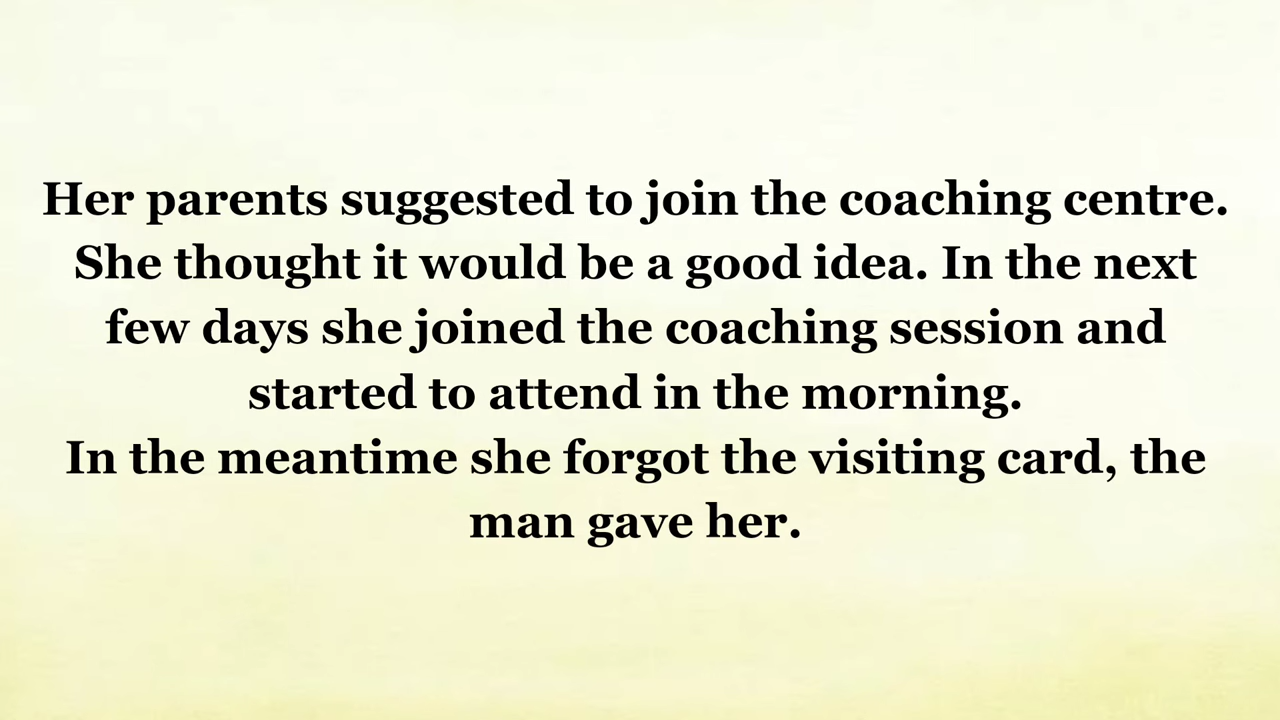 Her parents suggested to join the coaching centre.
She thought it would be a good idea. In the next
few days she joined the coaching session and
started to attend in the morning.
In the meantime she forgot the visiting card, the
man gave her.